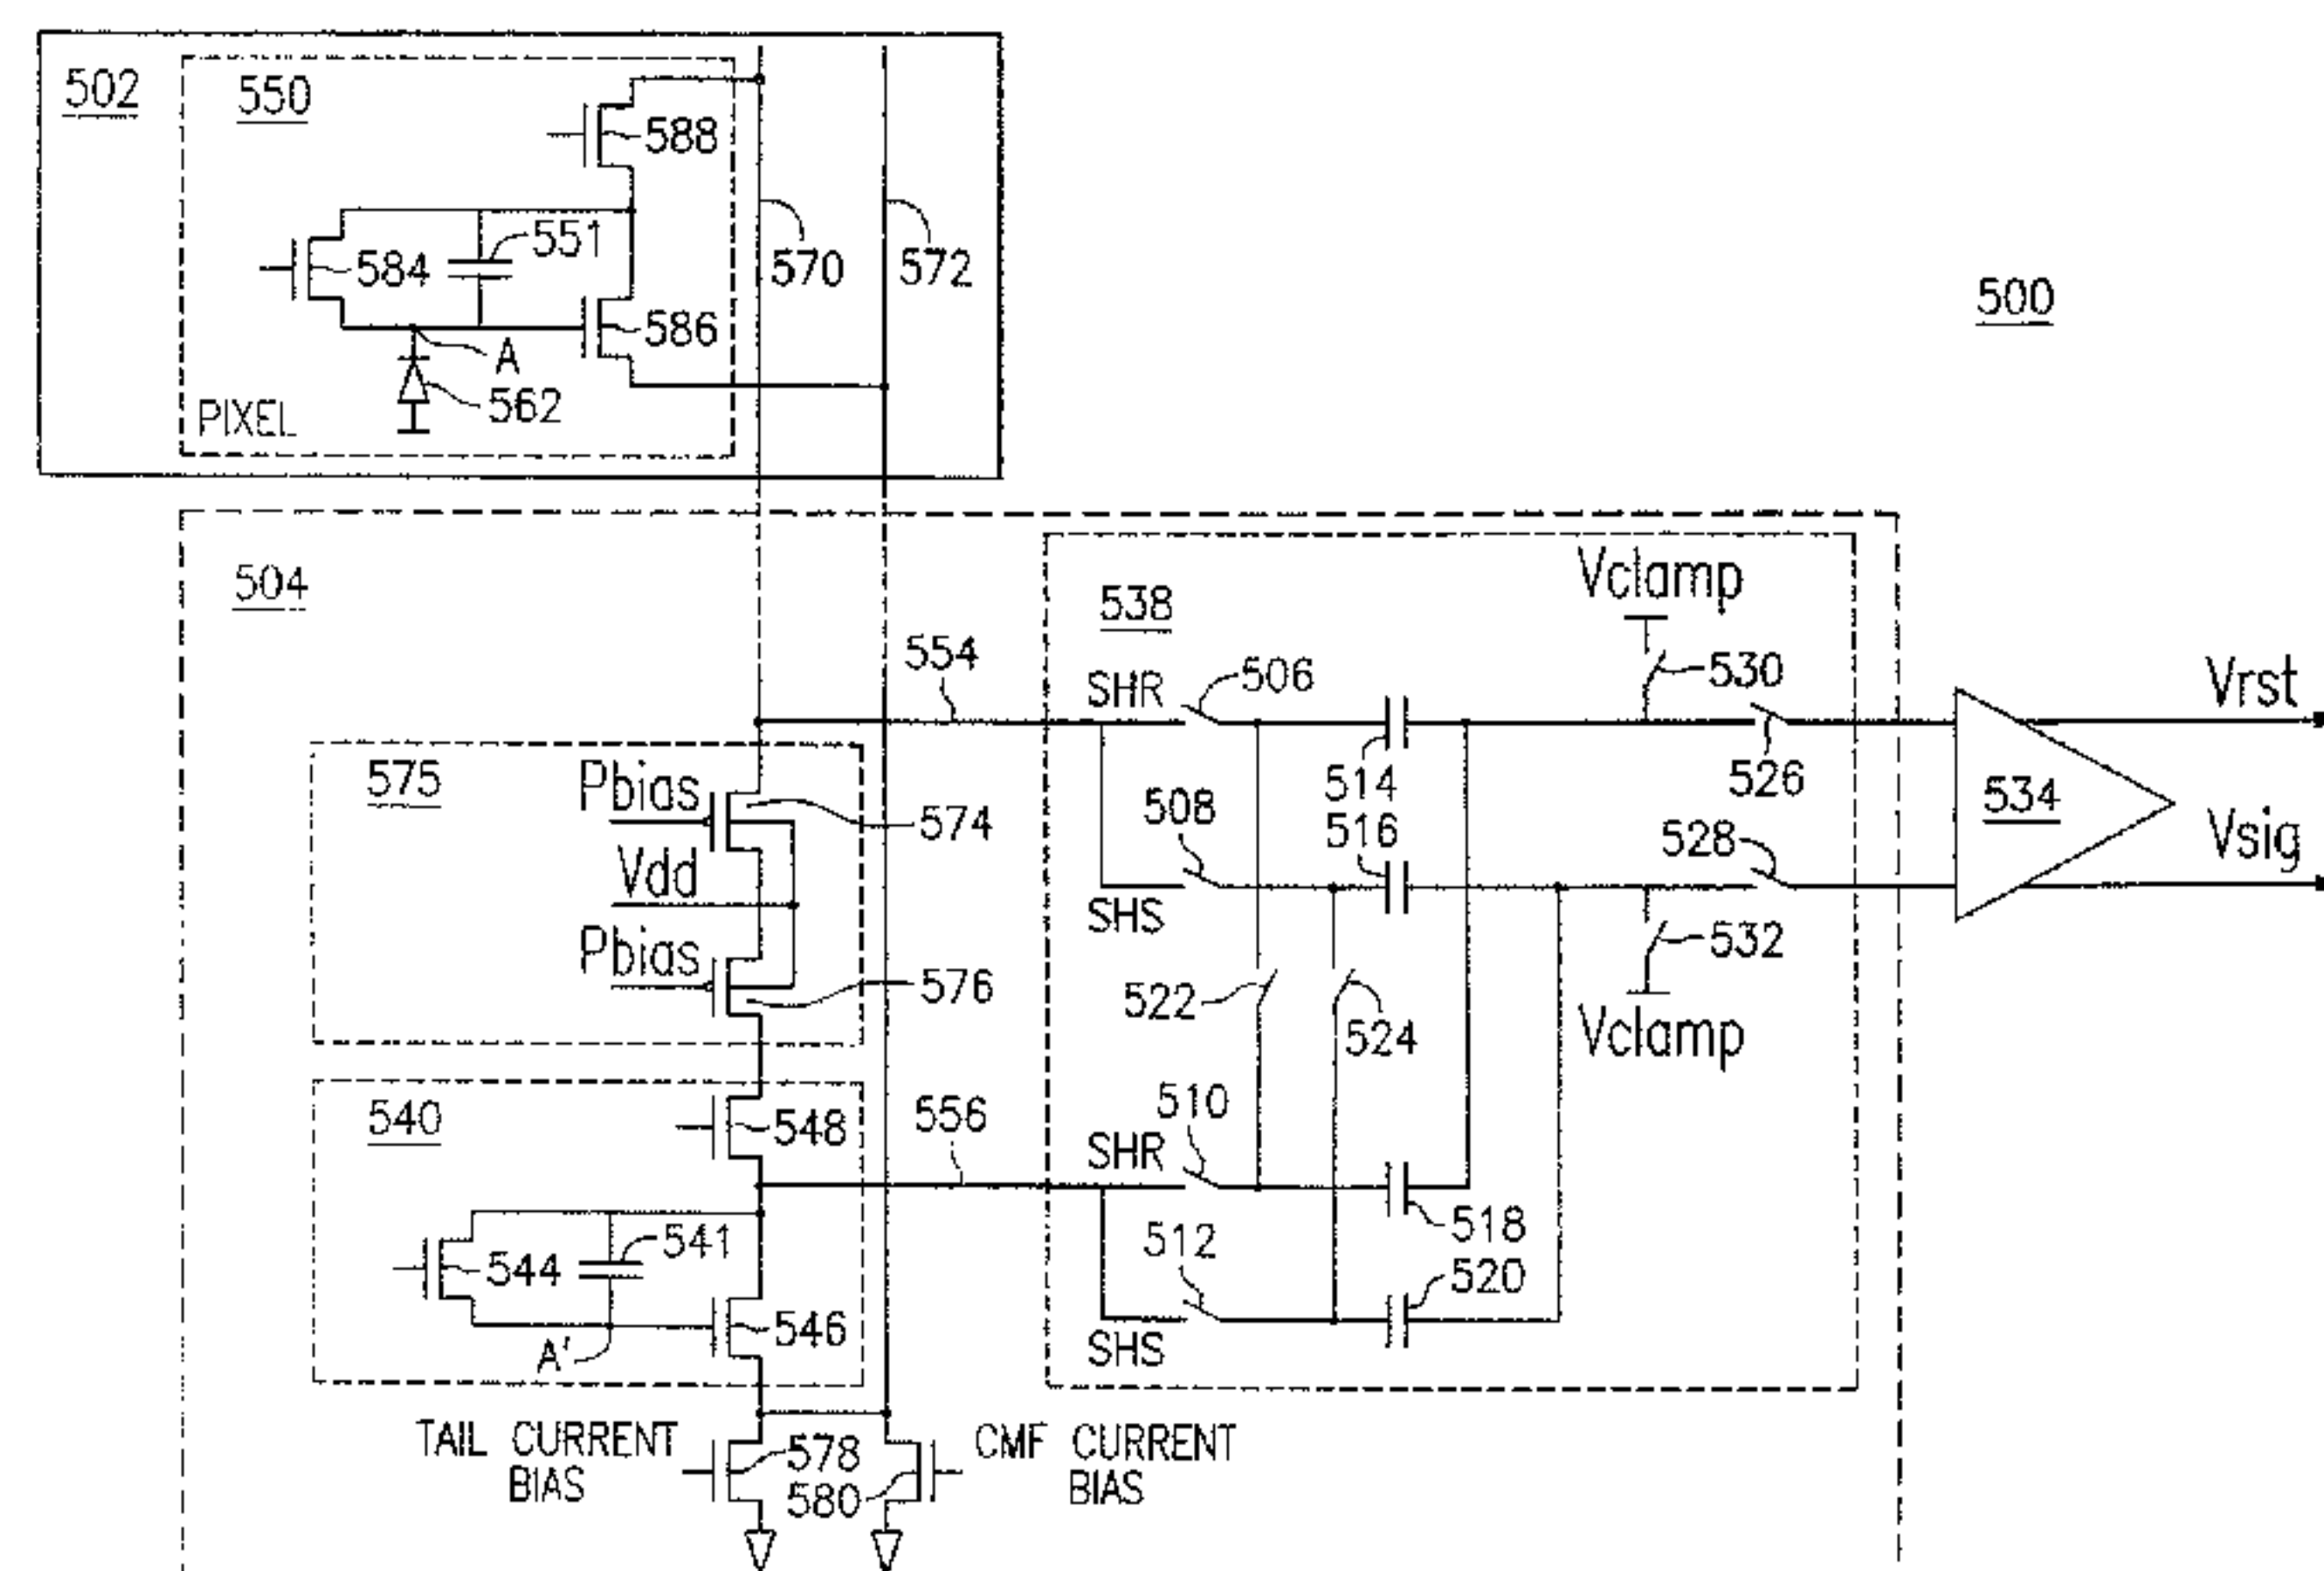 502
550
588
551
584
570
572
586
A
562
PIXEL
500
504
538
Vclamp
554
SHR
506
530
Vrst
575
Pbias
574
514
526
508
516
534
528
Vsig
Vdd
SHS
532
Pbias
576
522
524
Vclamp
540
548
556
510
SHR
518
512
541
544
520
546
A'
SHS
TAIL CURRENT
BIAS
578
580
CMF CURRENT
BIAS